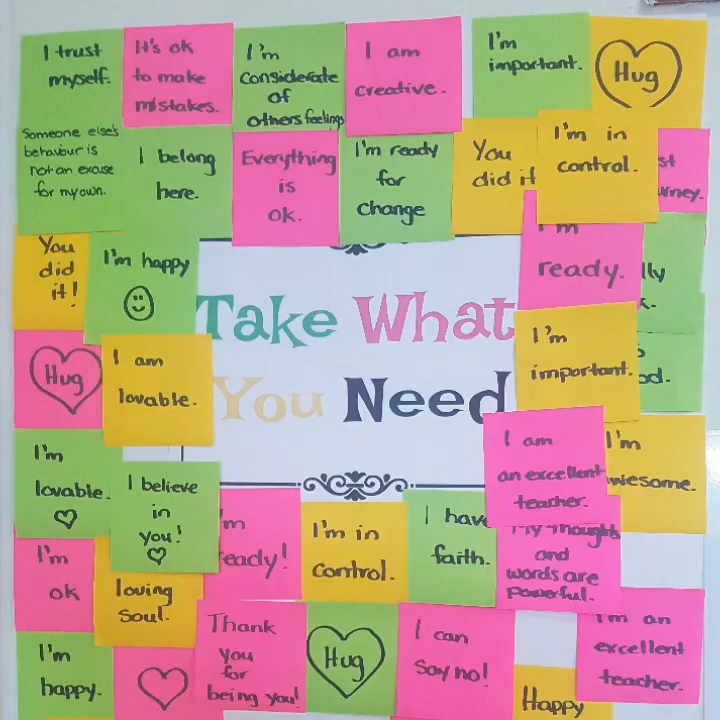 I trust
myself.
It's ok
to make
mistakes.
I'm
considerate
of
others feelings
I am
creative.
I'm
important.
Hug
Someone else's
behaviour is
not an excuse
for my own.
I belong
here.
Everything
is
ok.
I'm ready
for
change
You
did it
I'm in
control.
You
did
it!
I'm happy
I'm
ready.
Take What
You Need
Hug
I am
lovable.
I'm
important.
I'm
lovable.
I believe
in
you!
I am
an excellent
teacher.
I'm
I'm
ok
loving
soul.
I'm in
control.
I have
faith.
My thoughts
and
words are
powerful.
I'm
happy.
Thank
you
for
being you!
Hug
I can
say no!
I'm an
excellent
teacher.
Happy